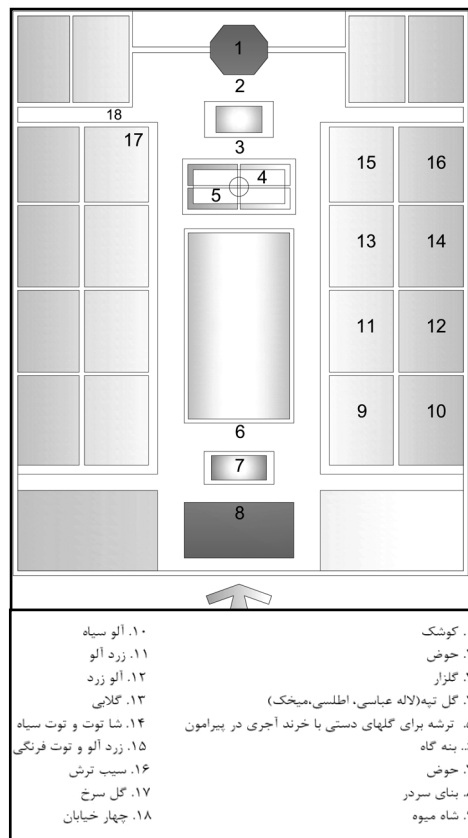 1
2
18
3
17
4
15 16
5
13 14
11 12
9 10
6
7
8
. کوشک
. حوض
. گلزار
. گل تپه(لاله عباسی، اطلسی،میخک)
. ترشه برای گلهای دستی با خرند آجری در پیرامون
. بنه گاه
. حوض
. بنای سردر
. شاه میوه
۱۰. آلو سیاه
۱۱. زرد آلو
۱۲. آلو زرد
۱۳. گلابی
۱۴. شا توت و توت سیاه
۱۵. زرد آلو و توت فرنگی
۱۶. سیب ترش
۱۷. گل سرخ
۱۸. چهار خیابان